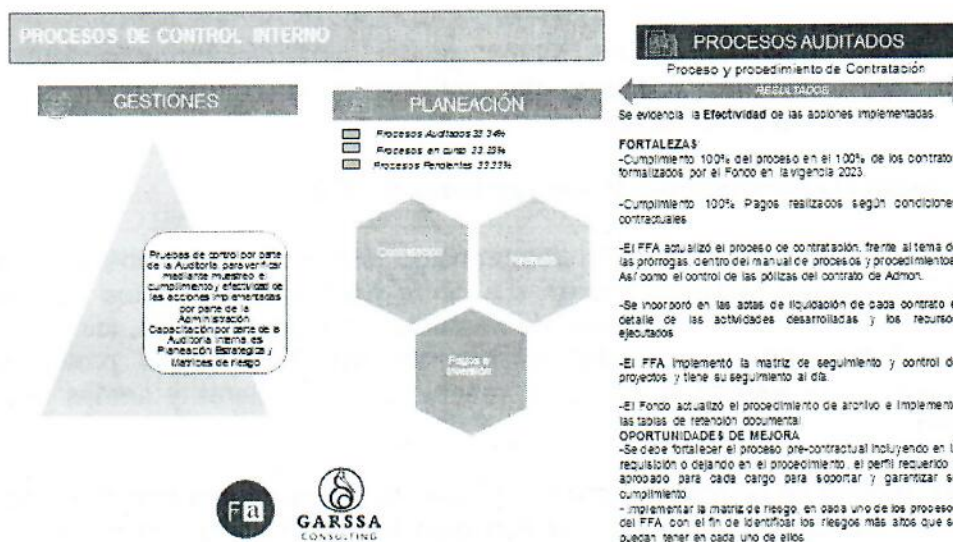 PROCESOS DE CONTROL INTERNO
GESTIONES
Pruebas de control por parte
de la Auditoría, para verificar
mediante muestreo el
cumplimiento y efectividad de
las acciones implementadas
por parte de la
Administración
Capacitación por parte de la
Auditoría Interna es
Planeación Estratégica y
Matrices de riesgo
PLANEACIÓN
Procesos Auditados 33.34%
Procesos en curso 33.33%
Procesos Pendientes 33.33%
Contratación
Recaudo
Pagos e
Inversión
Fa
GARSSA
CONSULTING
PROCESOS AUDITADOS
Proceso y procedimiento de Contratación
RESULTADOS
Se evidencia la Efectividad de las acciones implementadas.
FORTALEZAS
-Cumplimiento 100% del proceso en el 100% de los contrato
formalizados por el Fondo en la vigencia 2023.
-Cumplimiento 100% Pagos realizados según condicione
contractuales
-El FFA actualizó el proceso de contratación, frente al tema d
las prórrogas, dentro del manual de procesos y procedimientos
Así como el control de las pólizas del contrato de Admon.
-Se incorporó en las actas de liquidación de cada contrato e
detalle de las actividades desarrolladas y los recurso
ejecutados
-El FFA implementó la matriz de seguimiento y control d
proyectos y tiene su seguimiento al día.
-El Fondo actualizó el procedimiento de archivo e implement
las tablas de retención documental
OPORTUNIDADES DE MEJORA
-Se debe fortalecer el proceso pre-contractual incluyendo en l
requisición o dejando en el procedimiento, el perfil requerido
aprobado para cada cargo para soportar y garantizar s
cumplimiento
-Implementar la matriz de riesgo, en cada uno de los proceso
del FFA, con el fin de identificar los riesgos más altos que s
puedan tener en cada uno de ellos